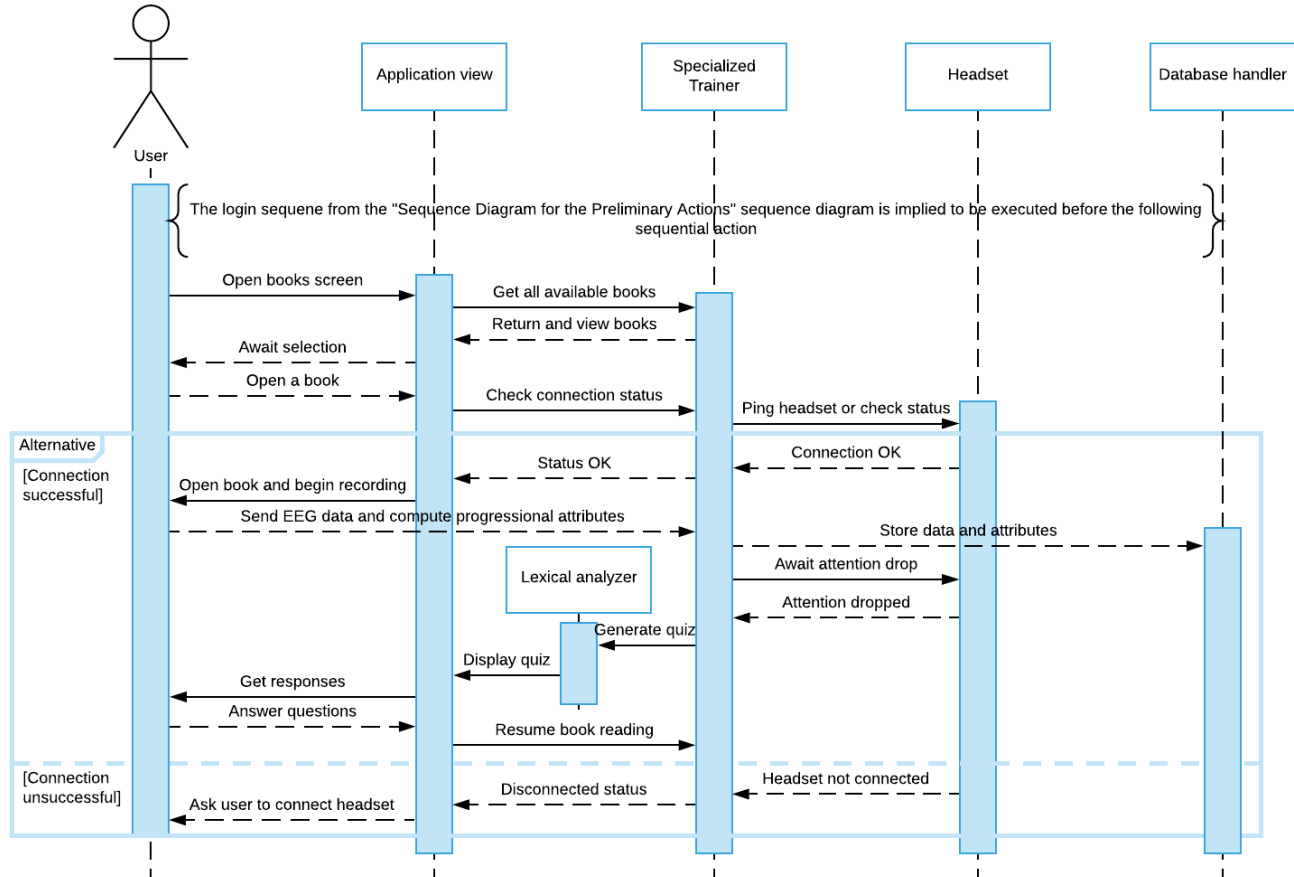 Application view
Specialized
Trainer
Headset
Database handler
User
The login sequene from the "Sequence Diagram for the Preliminary Actions" sequence diagram is implied to be executed before the following
sequential action
Open books screen
Get all available books
Return and view books
Await selection
Open a book
Check connection status
Ping headset or check status
Alternative
[Connection
successful]
Connection OK
Status OK
Open book and begin recording
Send EEG data and compute progressional attributes
Store data and attributes
Await attention drop
Lexical analyzer
Attention dropped
Generate quiz
Display quiz
Get responses
Answer questions
Resume book reading
[Connection
unsuccessful]
Headset not connected
Disconnected status
Ask user to connect headset